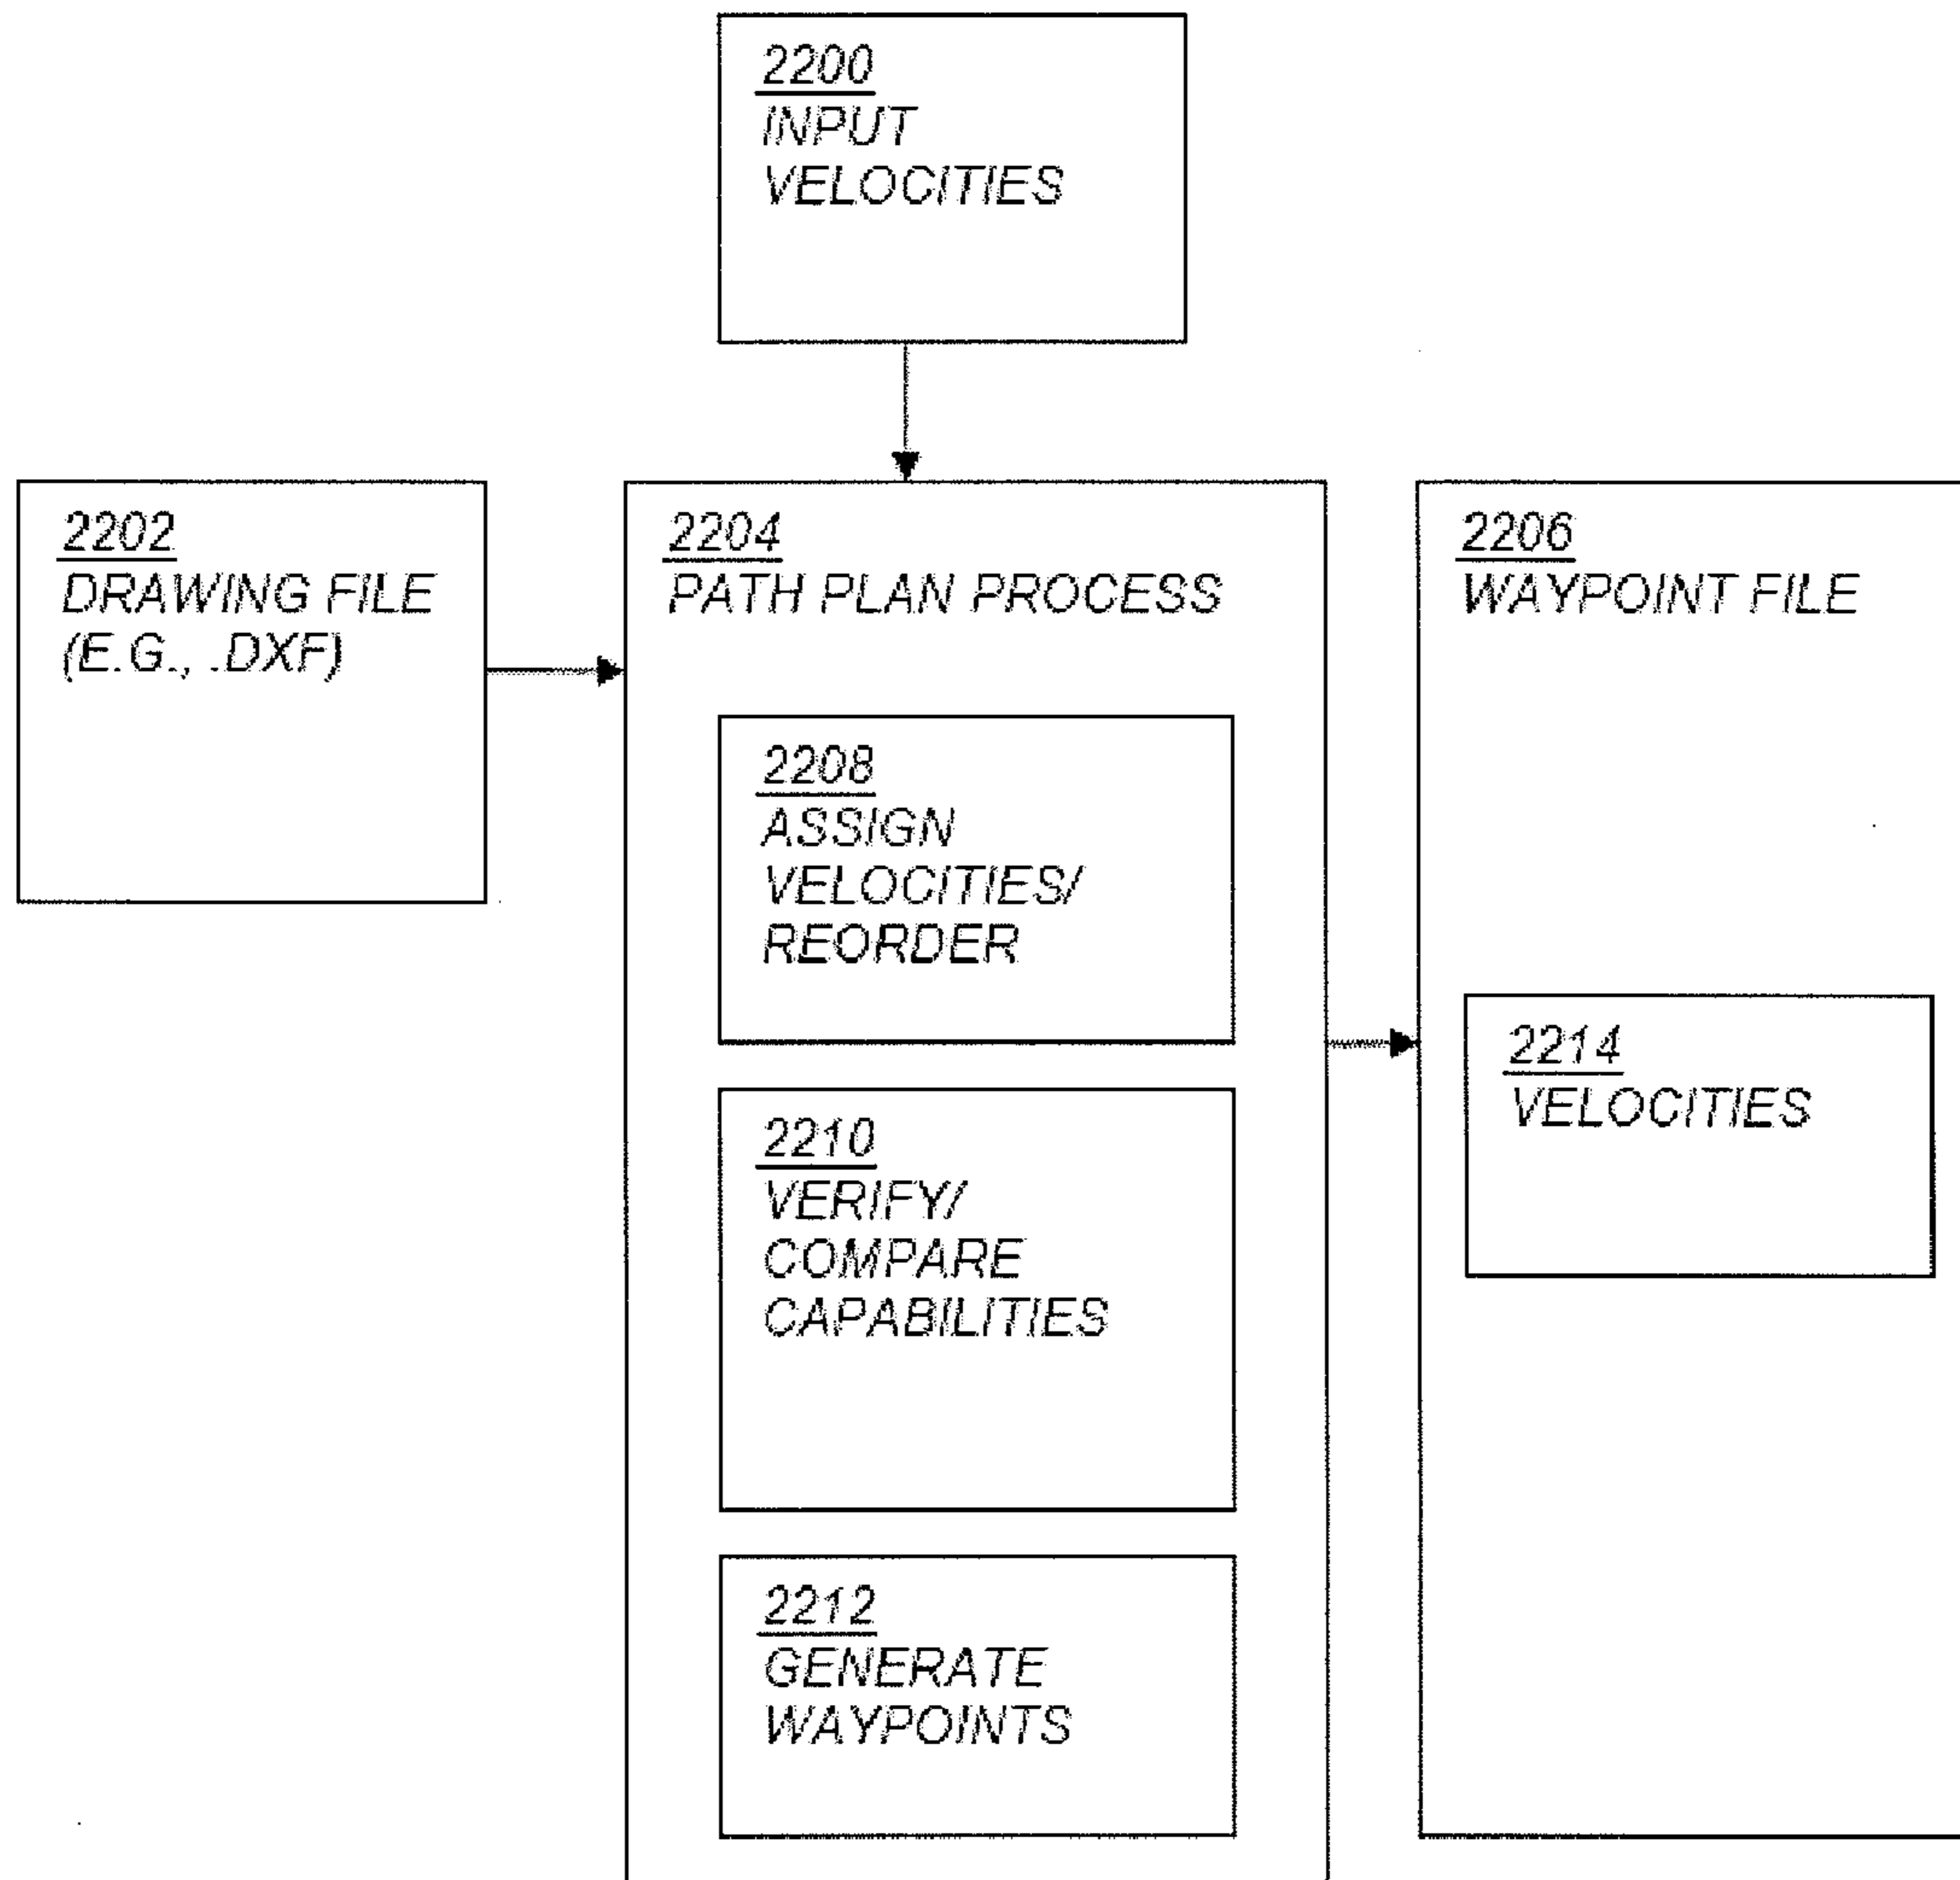 2200
INPUT
VELOCITIES
2202
DRAWING FILE
(E.G., .DXF)
2204
PATH PLAN PROCESS
2208
ASSIGN
VELOCITIES/
REORDER
2210
VERIFY/
COMPARE
CAPABILITIES
2212
GENERATE
WAYPOINTS
2206
WAYPOINT FILE
2214
VELOCITIES